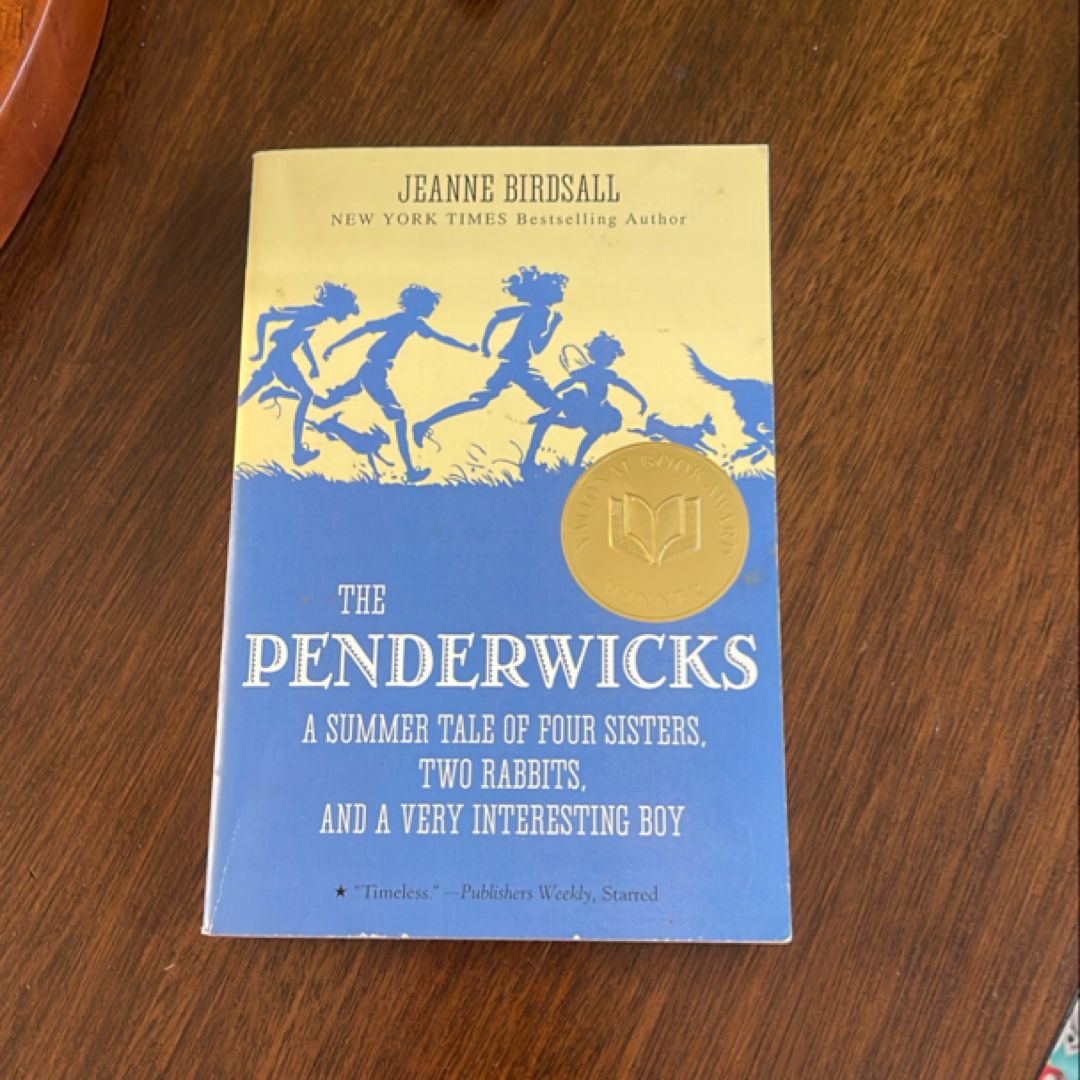 JEANNE BIRDSALL
NEW YORK TIMES Bestselling Author
NATIONAL BOOK AWARD
WINNER
THE
PENDERWICKS
A SUMMER TALE OF FOUR SISTERS,
TWO RABBITS,
AND A VERY INTERESTING BOY
★ "Timeless." —Publishers Weekly, Starred